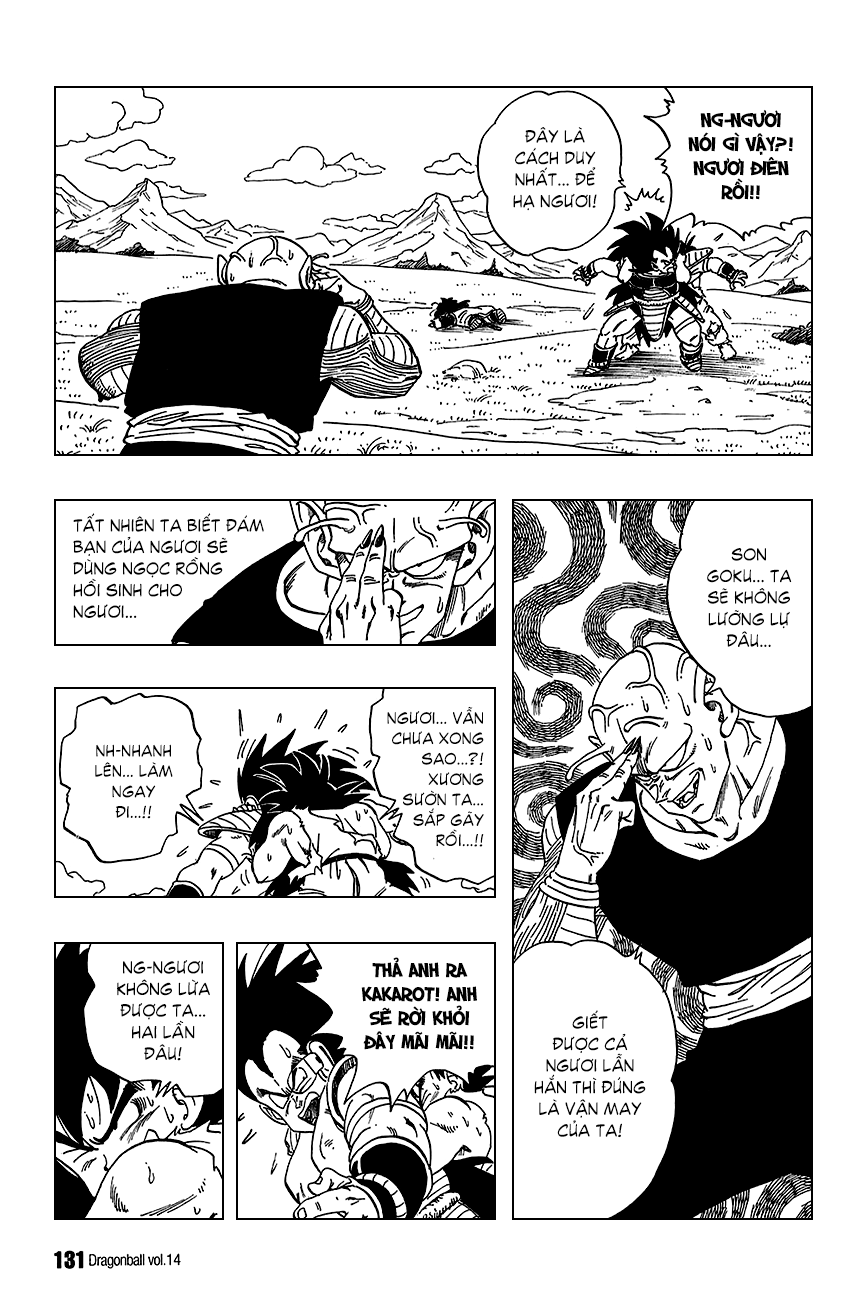 NG-NGƯƠI
NÓI GÌ VẬY?!
NGƯƠI ĐIÊN
RỒI!!
ĐÂY LÀ
CÁCH DUY
NHẤT... ĐỂ
HẠ NGƯƠI!
SON
GOKU... TA
SẼ KHÔNG
LƯỠNG LỰ
ĐÂU...
GIẾT
ĐƯỢC CẢ
NGƯƠI LẪN
HẮN THÌ ĐÚNG
LÀ VẬN MAY
CỦA TA!
TẤT NHIÊN TA BIẾT ĐÁM
BẠN CỦA NGƯƠI SẼ
DÙNG NGỌC RỒNG
HỒI SINH CHO
NGƯƠI...
NGƯƠI... VẪN
CHƯA XONG
SAO...?!
XƯƠNG
SƯỜN TA...
SẮP GÃY
RỒI...!!
NH-NHANH
LÊN... LÀM
NGAY
ĐI...!!
THẢ ANH RA
KAKAROT! ANH
SẼ RỜI KHỎI
ĐÂY MÃI MÃI!!
NG-NGƯƠI
KHÔNG LỪA
ĐƯỢC TA...
HAI LẦN
ĐÂU!
131 Dragonball vol.14